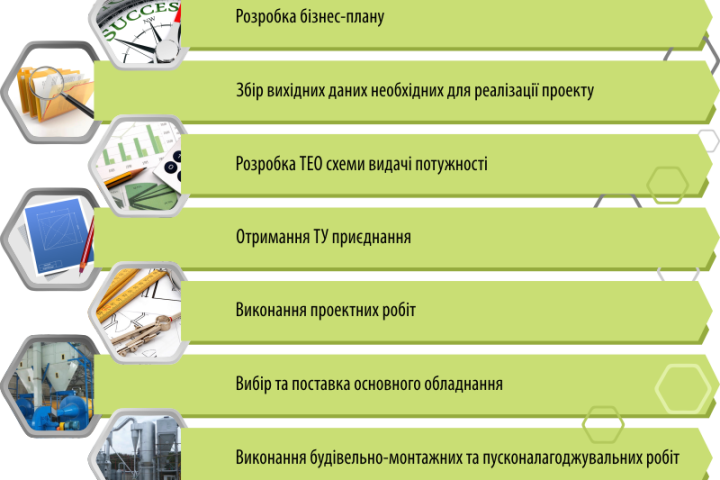 SUCCESS
NW
Розробка бізнес-плану
Збір вихідних даних необхідних для реалізації проекту
Розробка ТЕО схеми видачі потужності
Отримання ТУ приєднання
Виконання проектних робіт
Вибір та поставка основного обладнання
Виконання будівельно-монтажних та пусконалагоджувальних робіт